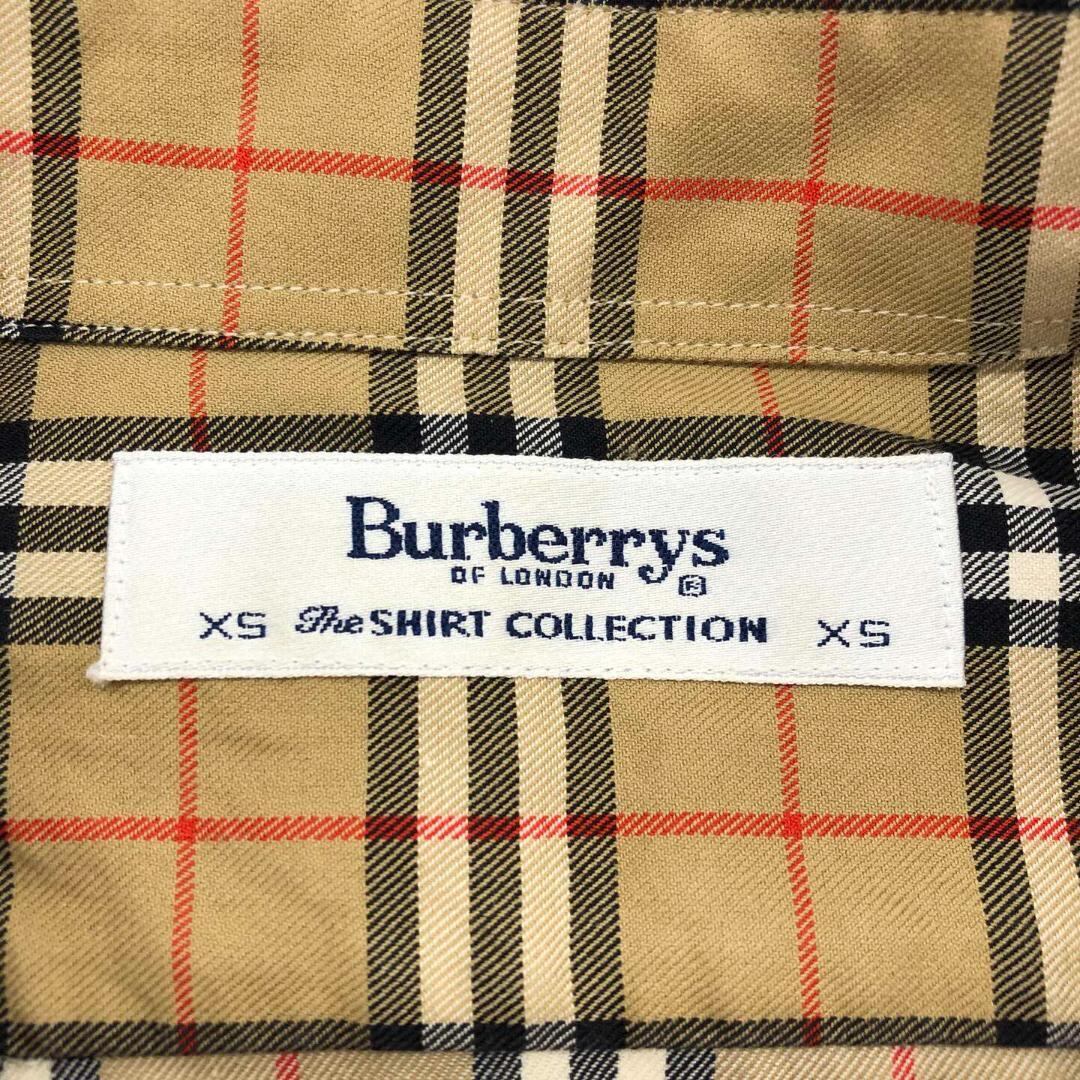 Burberrys
OF LONDON ®
XS The SHIRT COLLECTION XS